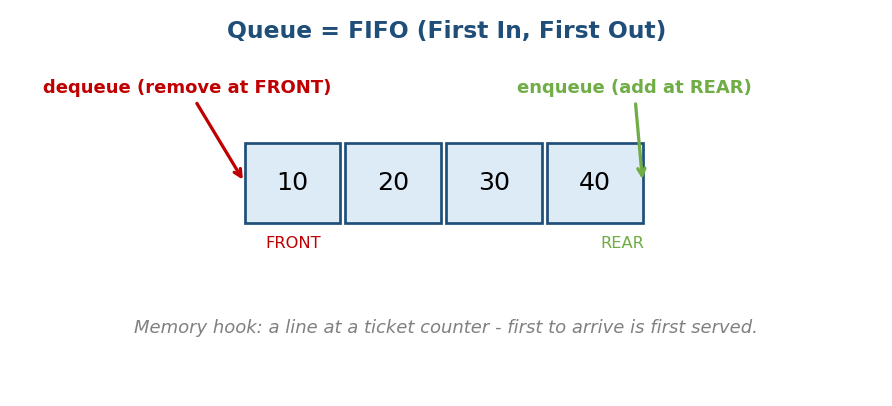 Queue = FIFO (First In, First Out)
dequeue (remove at FRONT)
enqueue (add at REAR)
10
20
30
40
FRONT
REAR
Memory hook: a line at a ticket counter - first to arrive is first served.